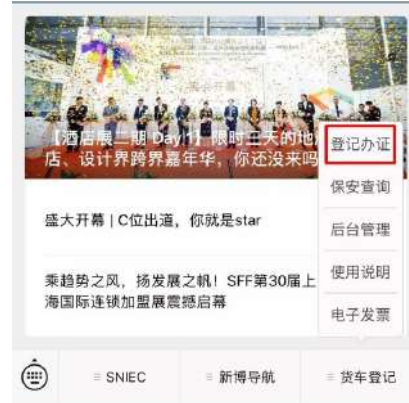 【酒店展二期 Day 1】限时三天的地
店、设计界跨界嘉年华，你还没来吗
盛大开幕 | C位出道，你就是star
乘趋势之风，扬发展之帆！SFF第30届上
海国际连锁加盟展震撼启幕
登记办证
保安查询
后台管理
使用说明
电子发票
SNIEC
新博导航
货车登记